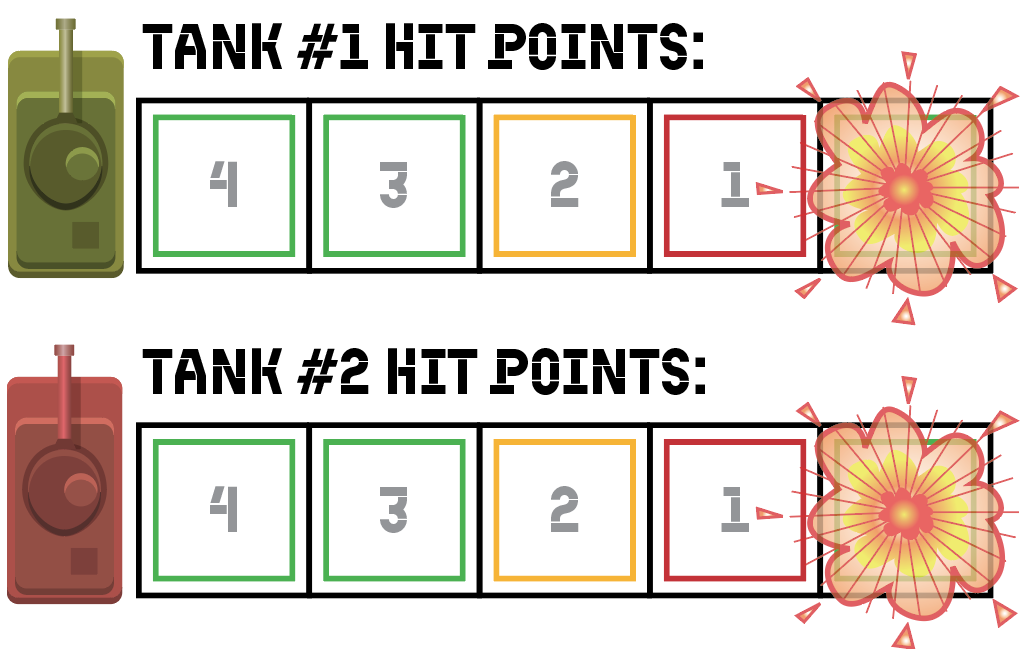 TANK #1 HIT POINTS:
4 3 2 1
TANK #2 HIT POINTS:
4 3 2 1